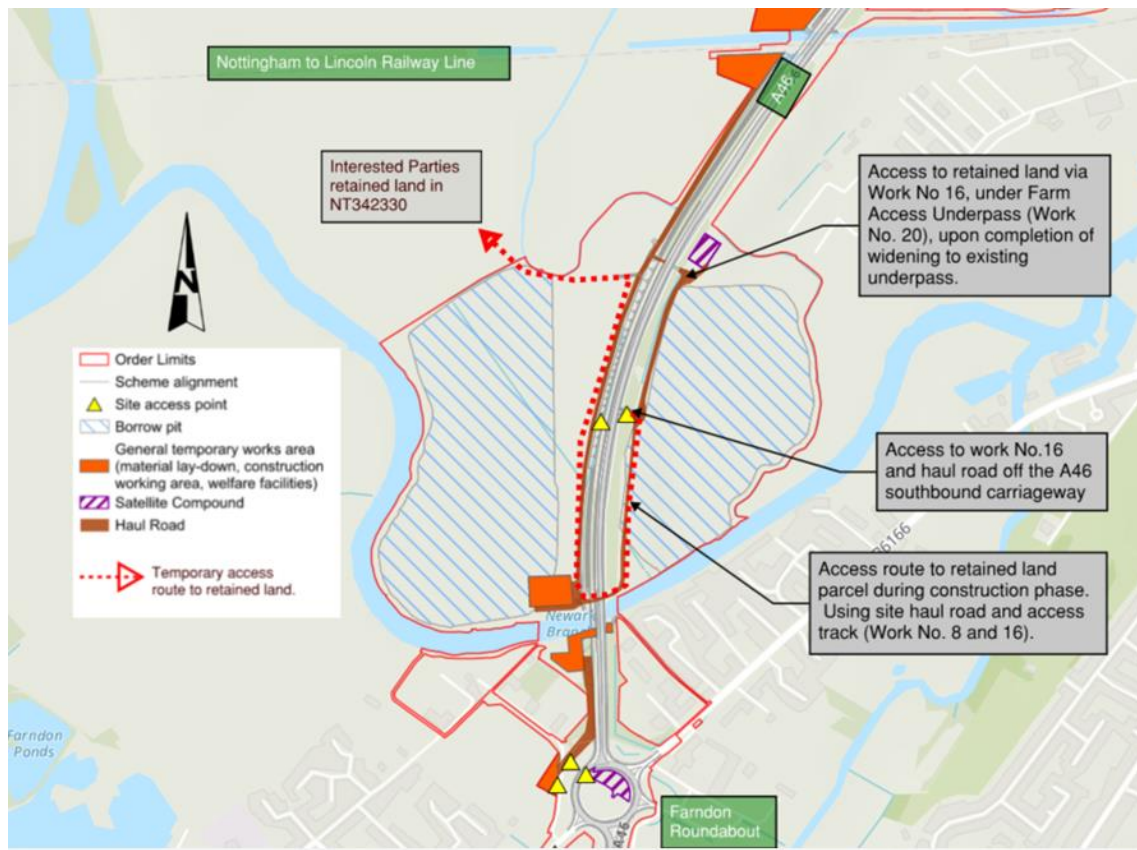 Nottingham to Lincoln Railway Line
A46
Interested Parties
retained land in
NT342330
Access to retained land via
Work No 16, under Farm
Access Underpass (Work
No. 20), upon completion of
widening to existing
underpass.
N
Order Limits
Scheme alignment
Site access point
Borrow pit
General temporary works area
(material lay-down, construction
working area, welfare facilities)
Satellite Compound
Haul Road
Temporary access
route to retained land.
Access to work No.16
and haul road off the A46
southbound carriageway
Access route to retained land
parcel during construction phase.
Using site haul road and access
track (Work No. 8 and 16).
Farndon
Ponds
Farndon
Roundabout
A46